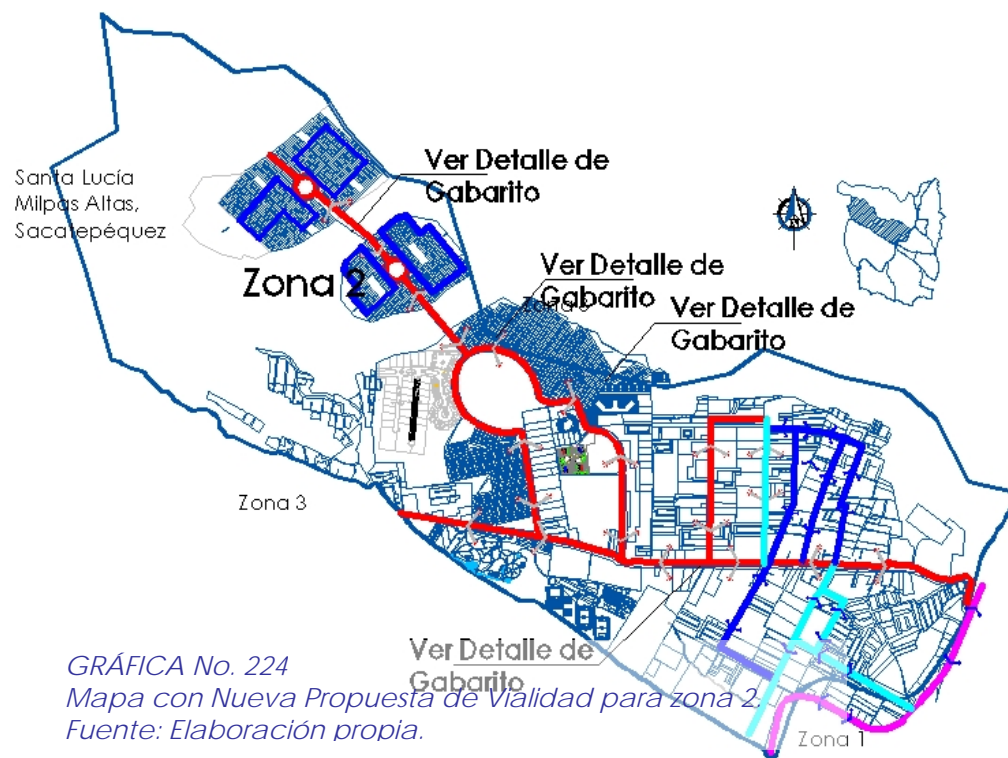 Ver Detalle de
Gabarito
Santa Lucía
Milpas Altas,
Sacatepéquez
Zona 2
Ver Detalle de
Gabarito
Zona 3
Ver Detalle de
Gabarito
Zona 3
Ver Detalle de
Gabarito
GRÁFICA No. 224
Mapa con Nueva Propuesta de Vialidad para zona 2.
Fuente: Elaboración propia.
Zona 1